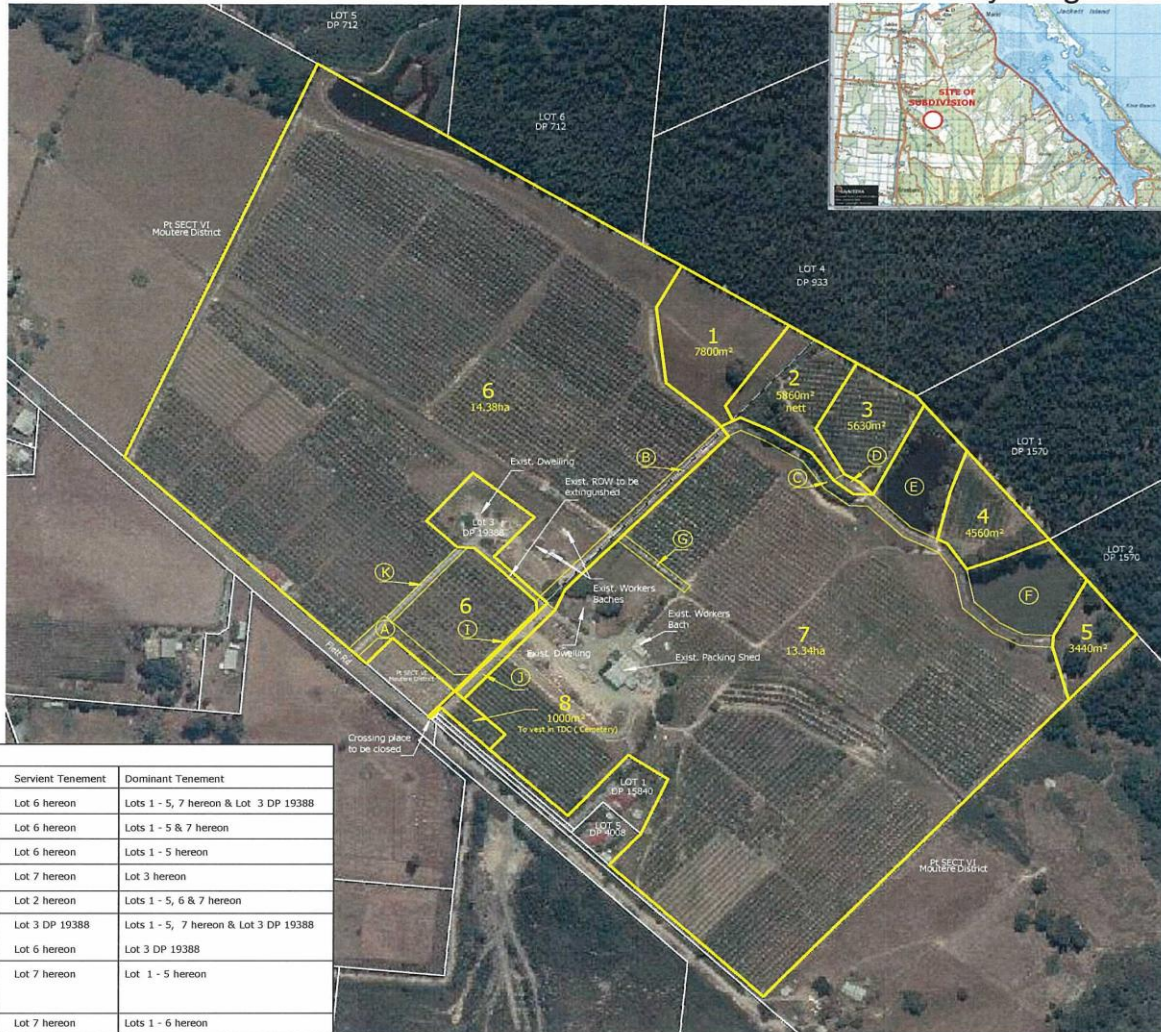 LOT 5
DP 712
LOT 6
DP 712
Jackett Island
SITE OF
SUBDIVISION
Pt SECT VI
Moutere District
LOT 4
DP 933
1
7800m²
2
5860m²
nett
3
5630m²
LOT 1
DP 1570
6
14.38ha
B
D
C
E
4
4560m²
Exist. Dwelling
Exist. ROW to be
extinguished
Lot 3
DP 19388
LOT 2
DP 1570
G
F
K
Exist. Workers
Baches
6
Exist. Workers
Bach
7
13.34ha
5
3440m²
A
I
Exist. Dwelling
Exist. Packing Shed
Plett Rd
Pt SECT VI
Moutere District
J
8
1000m²
To vest in TDC ( Cemetery)
Crossing place
to be closed
LOT 1
DP 15840
LOT 5
DP 4008
Pt SECT VI
Moutere District
Servient Tenement Dominant Tenement
Lot 6 hereon Lots 1 - 5, 7 hereon & Lot 3 DP 19388
Lot 6 hereon Lots 1 - 5 & 7 hereon
Lot 6 hereon Lots 1 - 5 hereon
Lot 7 hereon Lot 3 hereon
Lot 2 hereon Lots 1 - 5, 6 & 7 hereon
Lot 3 DP 19388 Lots 1 - 5, 7 hereon & Lot 3 DP 19388
Lot 6 hereon Lot 3 DP 19388
Lot 7 hereon Lot 1 - 5 hereon
Lot 7 hereon Lots 1 - 6 hereon